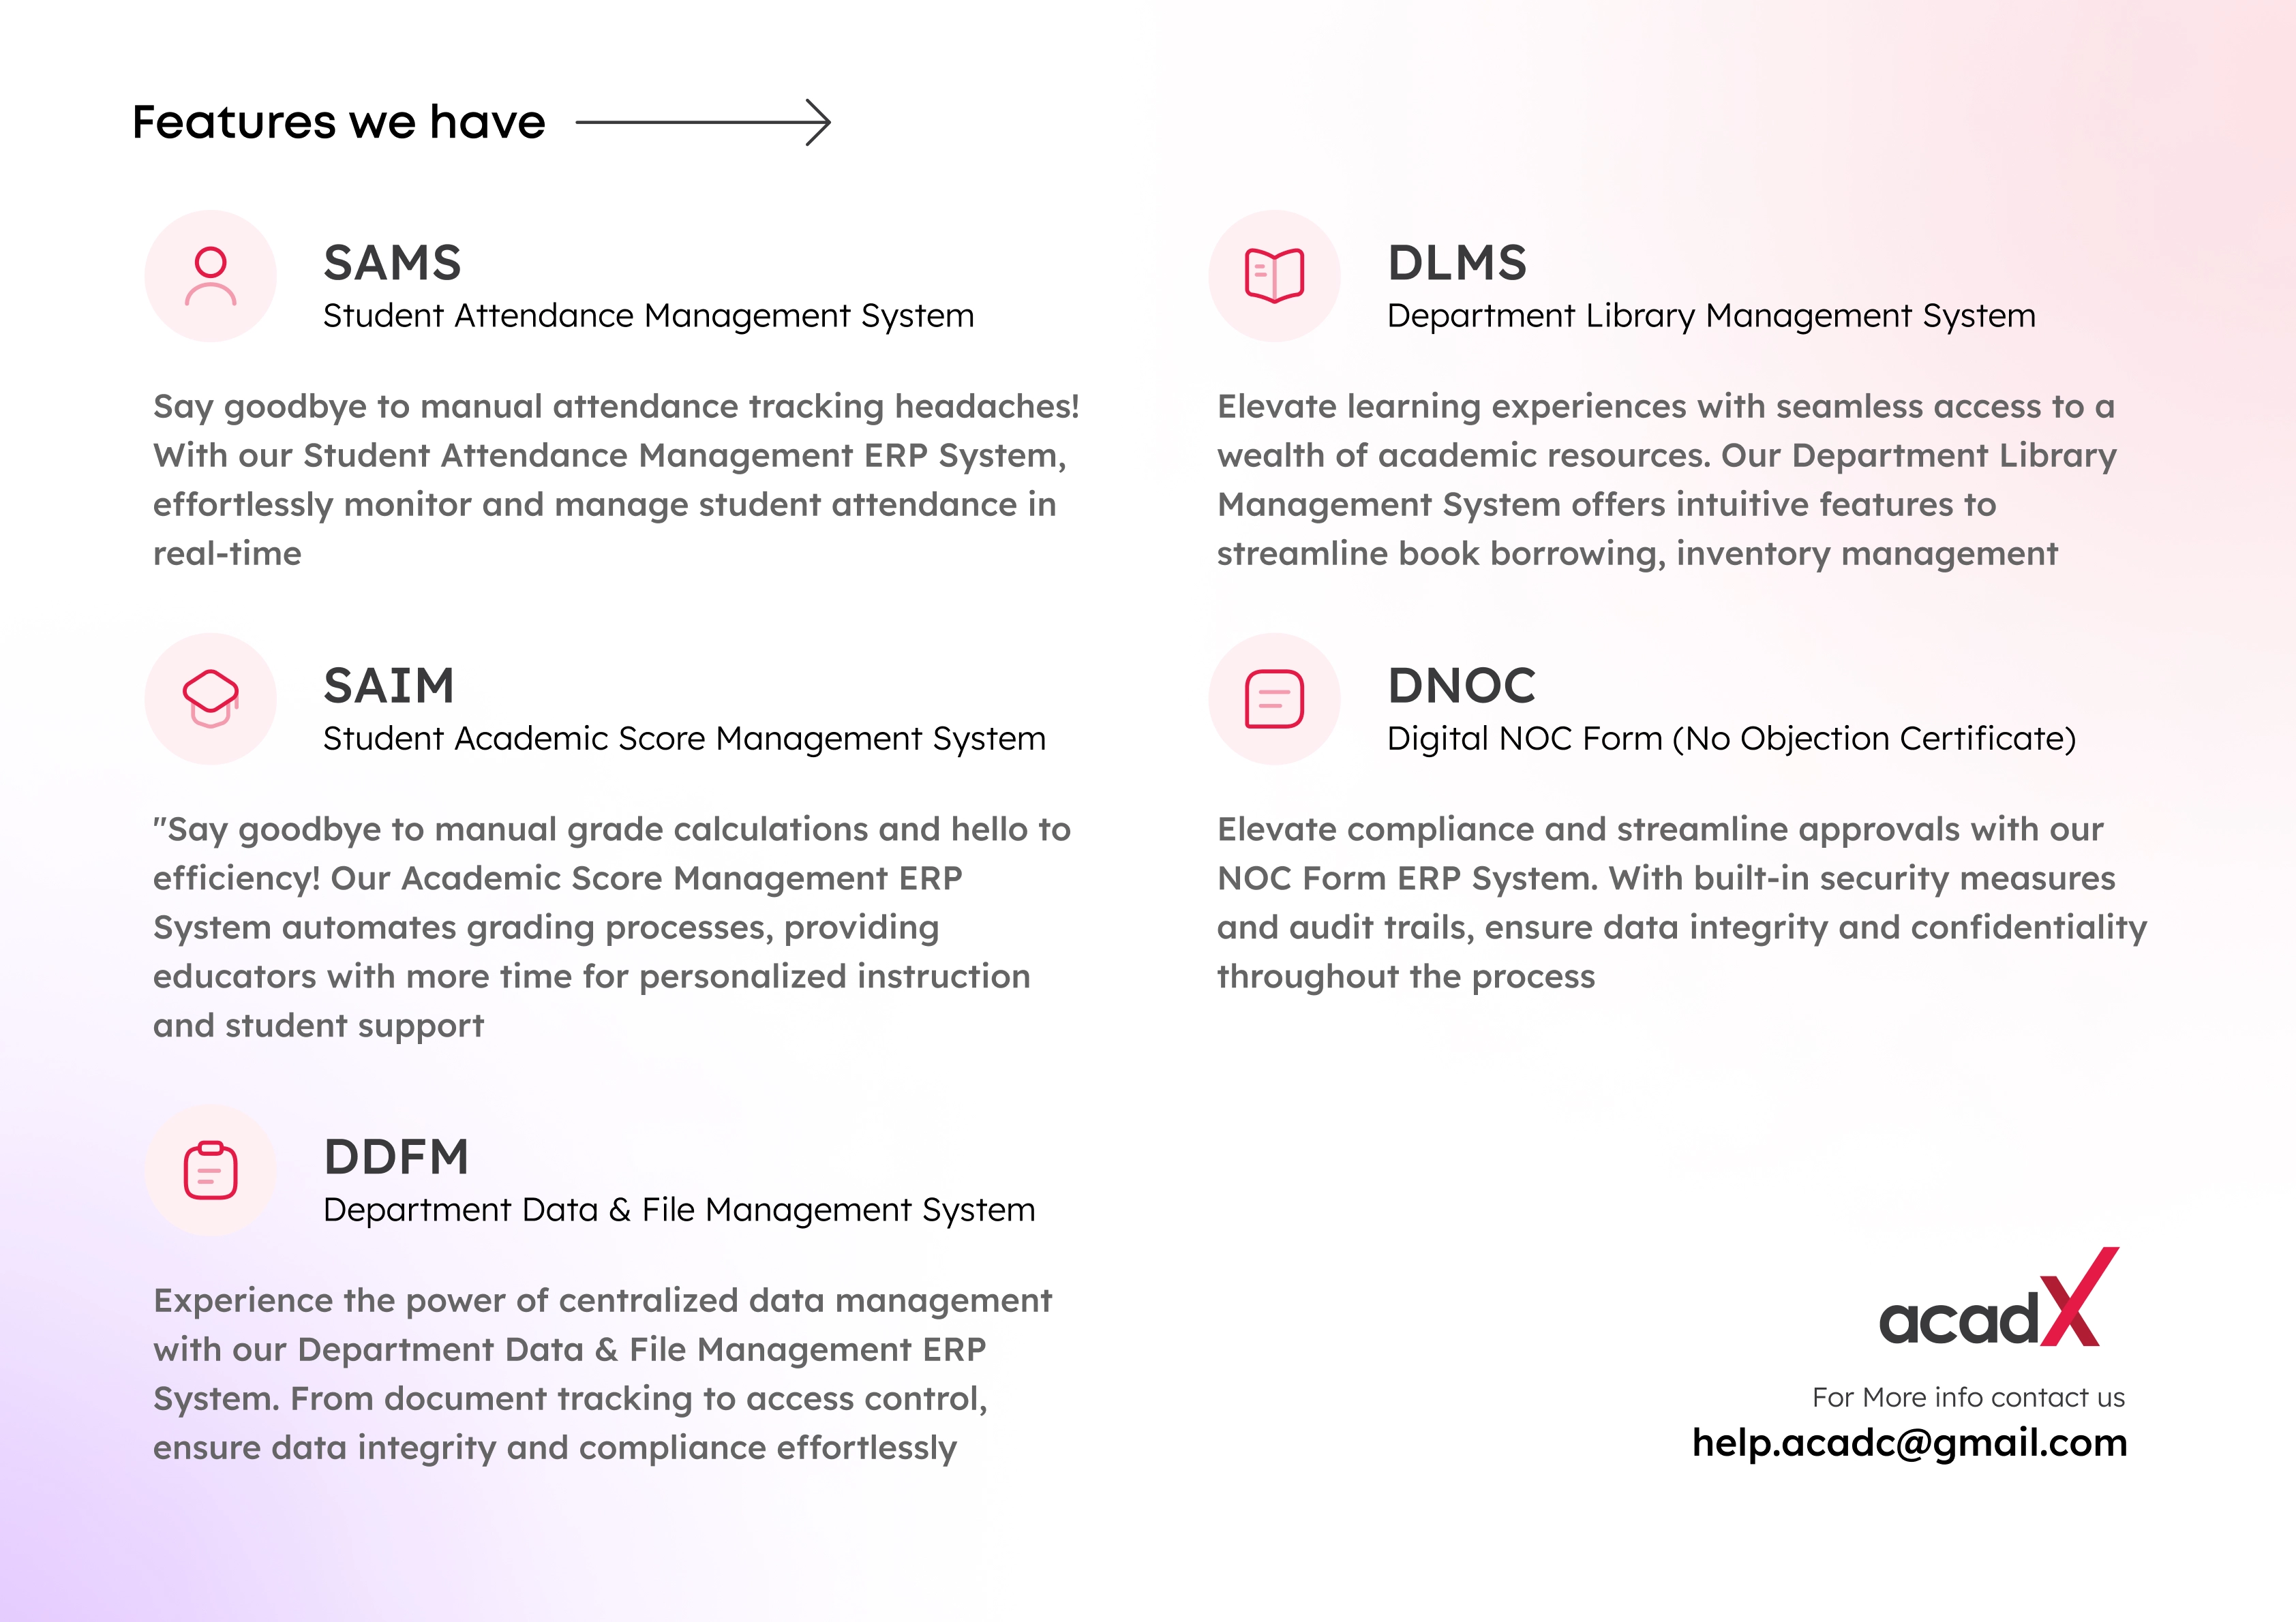 Features we have
SAMS
Student Attendance Management System
Say goodbye to manual attendance tracking headaches!
With our Student Attendance Management ERP System,
effortlessly monitor and manage student attendance in
real-time
DLMS
Department Library Management System
Elevate learning experiences with seamless access to a
wealth of academic resources. Our Department Library
Management System offers intuitive features to
streamline book borrowing, inventory management
SAIM
Student Academic Score Management System
"Say goodbye to manual grade calculations and hello to
efficiency! Our Academic Score Management ERP
System automates grading processes, providing
educators with more time for personalized instruction
and student support
DNOC
Digital NOC Form (No Objection Certificate)
Elevate compliance and streamline approvals with our
NOC Form ERP System. With built-in security measures
and audit trails, ensure data integrity and confidentiality
throughout the process
DDFM
Department Data & File Management System
Experience the power of centralized data management
with our Department Data & File Management ERP
System. From document tracking to access control,
ensure data integrity and compliance effortlessly
acadX
For More info contact us
help.acadc@gmail.com